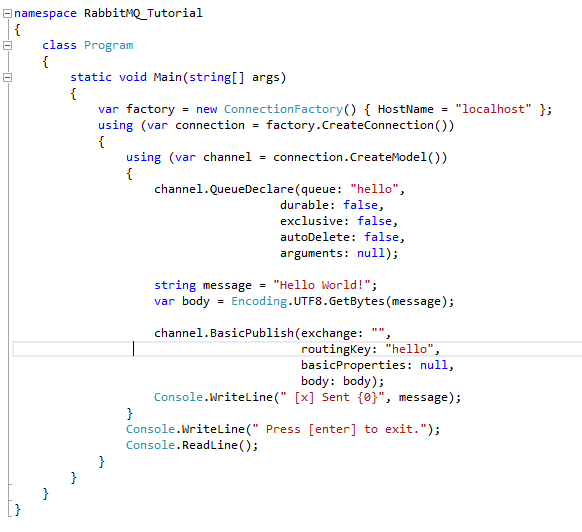 namespace RabbitMQ_Tutorial
{
    class Program
    {
        static void Main(string[] args)
        {
            var factory = new ConnectionFactory() { HostName = "localhost" };
            using (var connection = factory.CreateConnection())
            {
                using (var channel = connection.CreateModel())
                {
                    channel.QueueDeclare(queue: "hello",
                                      durable: false,
                                      exclusive: false,
                                      autoDelete: false,
                                      arguments: null);

                    string message = "Hello World!";
                    var body = Encoding.UTF8.GetBytes(message);

                    channel.BasicPublish(exchange: "",
                                         routingKey: "hello",
                                         basicProperties: null,
                                         body: body);
                    Console.WriteLine(" [x] Sent {0}", message);
                }
                Console.WriteLine(" Press [enter] to exit.");
                Console.ReadLine();
            }
        }
    }
}